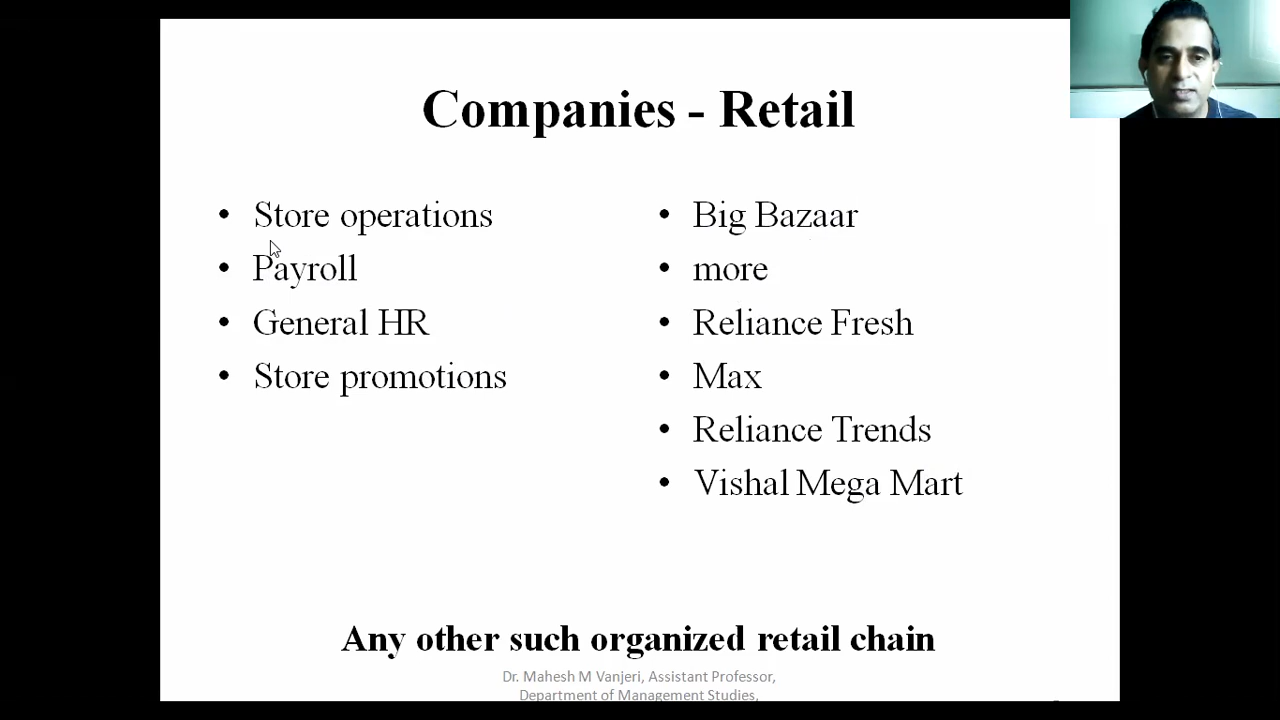 Companies - Retail
• Store operations
• Payroll
• General HR
• Store promotions
• Big Bazaar
• more
• Reliance Fresh
• Max
• Reliance Trends
• Vishal Mega Mart
Any other such organized retail chain
Dr. Mahesh M Vanjeri, Assistant Professor,
Department of Management Studies,